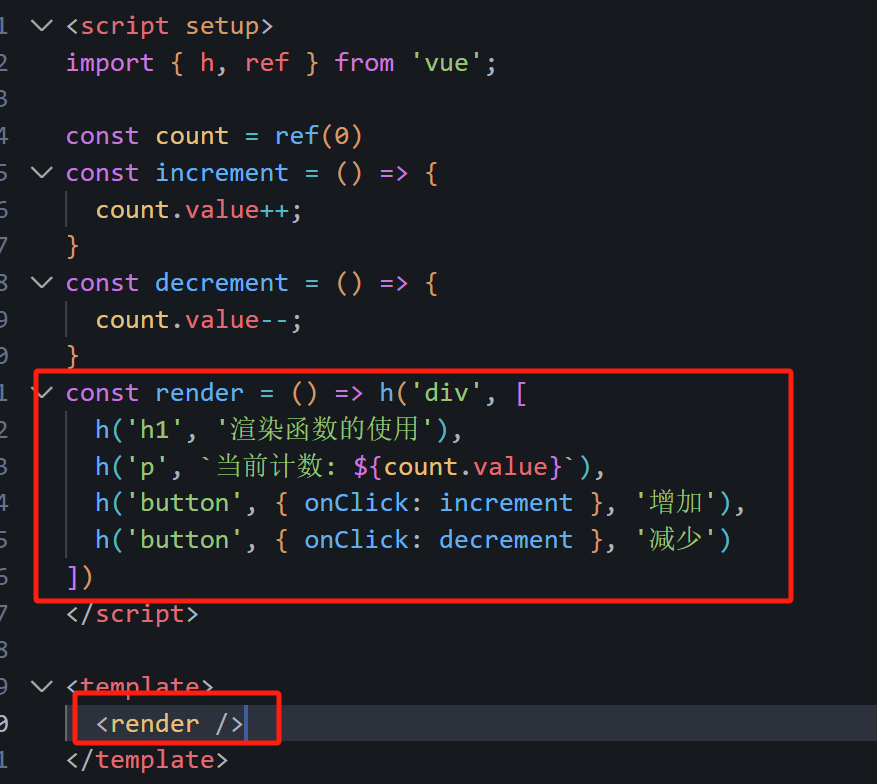 1 <script setup>
2 import { h, ref } from 'vue';
3
4 const count = ref(0)
5 const increment = () => {
6 count.value++;
7 }
8 const decrement = () => {
9 count.value--;
0 }
1 const render = () => h('div', [
2 h('h1', '渲染函数的使用'),
3 h('p', `当前计数: ${count.value}`),
4 h('button', { onClick: increment }, '增加'),
5 h('button', { onClick: decrement }, '减少')
6 ])
7 </script>
8
9 <template>
0 <render />
1 </template>